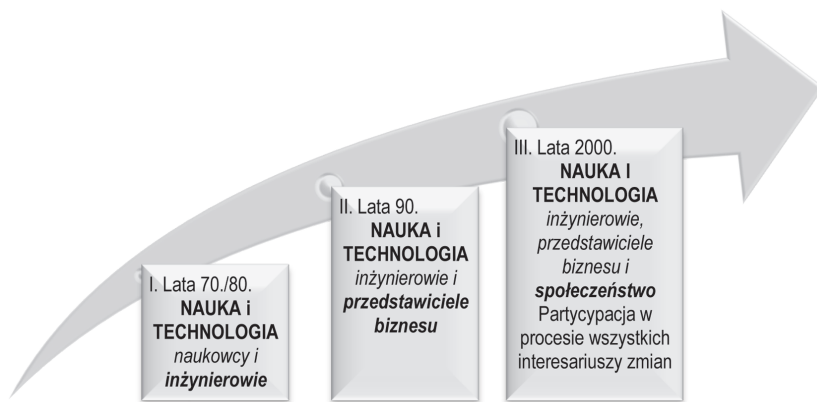 I. Lata 70./80.
NAUKA i
TECHNOLOGIA
naukowcy i
inżynierowie
II. Lata 90.
NAUKA i
TECHNOLOGIA
inżynierowie i
przedstawiciele
biznesu
III. Lata 2000.
NAUKA I
TECHNOLOGIA
inżynierowie,
przedstawiciele
biznesu i
społeczeństwo
Partycypacja w
procesie wszystkich
interesariuszy zmian